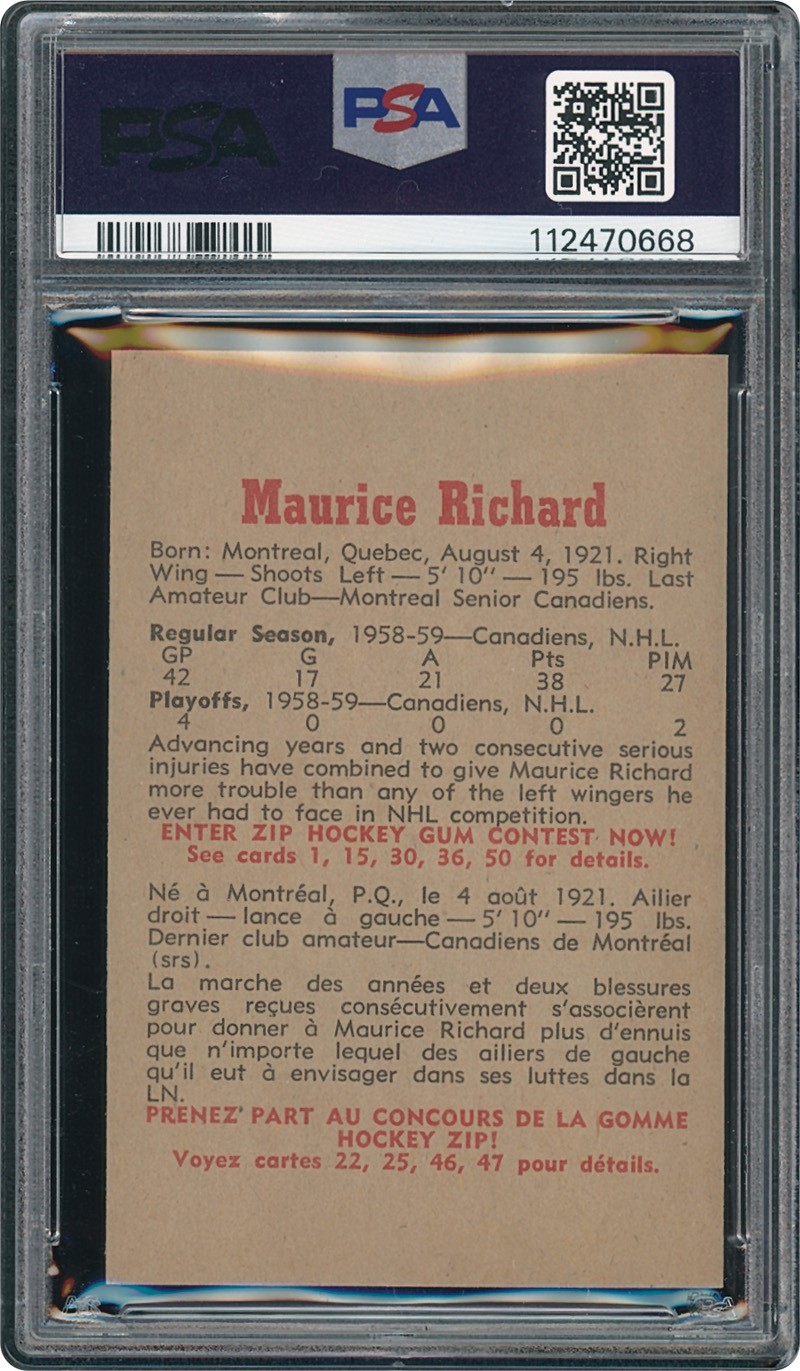 PSA
PSA
112470668
Maurice Richard
Born: Montreal, Quebec, August 4, 1921. Right
Wing — Shoots Left — 5' 10" — 195 lbs. Last
Amateur Club—Montreal Senior Canadiens.
Regular Season, 1958-59—Canadiens, N.H.L.
GP G A Pts PIM
42 17 21 38 27
Playoffs, 1958-59—Canadiens, N.H.L.
4 0 0 0 2
Advancing years and two consecutive serious
injuries have combined to give Maurice Richard
more trouble than any of the left wingers he
ever had to face in NHL competition.
ENTER ZIP HOCKEY GUM CONTEST NOW!
See cards 1, 15, 30, 36, 50 for details.
Né à Montréal, P.Q., le 4 août 1921. Ailier
droit — lance à gauche — 5' 10" — 195 lbs.
Dernier club amateur—Canadiens de Montréal
(srs).
La marche des années et deux blessures
graves reçues consécutivement s'associèrent
pour donner à Maurice Richard plus d'ennuis
que n'importe lequel des ailiers de gauche
qu'il eut à envisager dans ses luttes dans la
LN.
PRENEZ' PART AU CONCOURS DE LA GOMME
HOCKEY ZIP!
Voyez cartes 22, 25, 46, 47 pour détails.